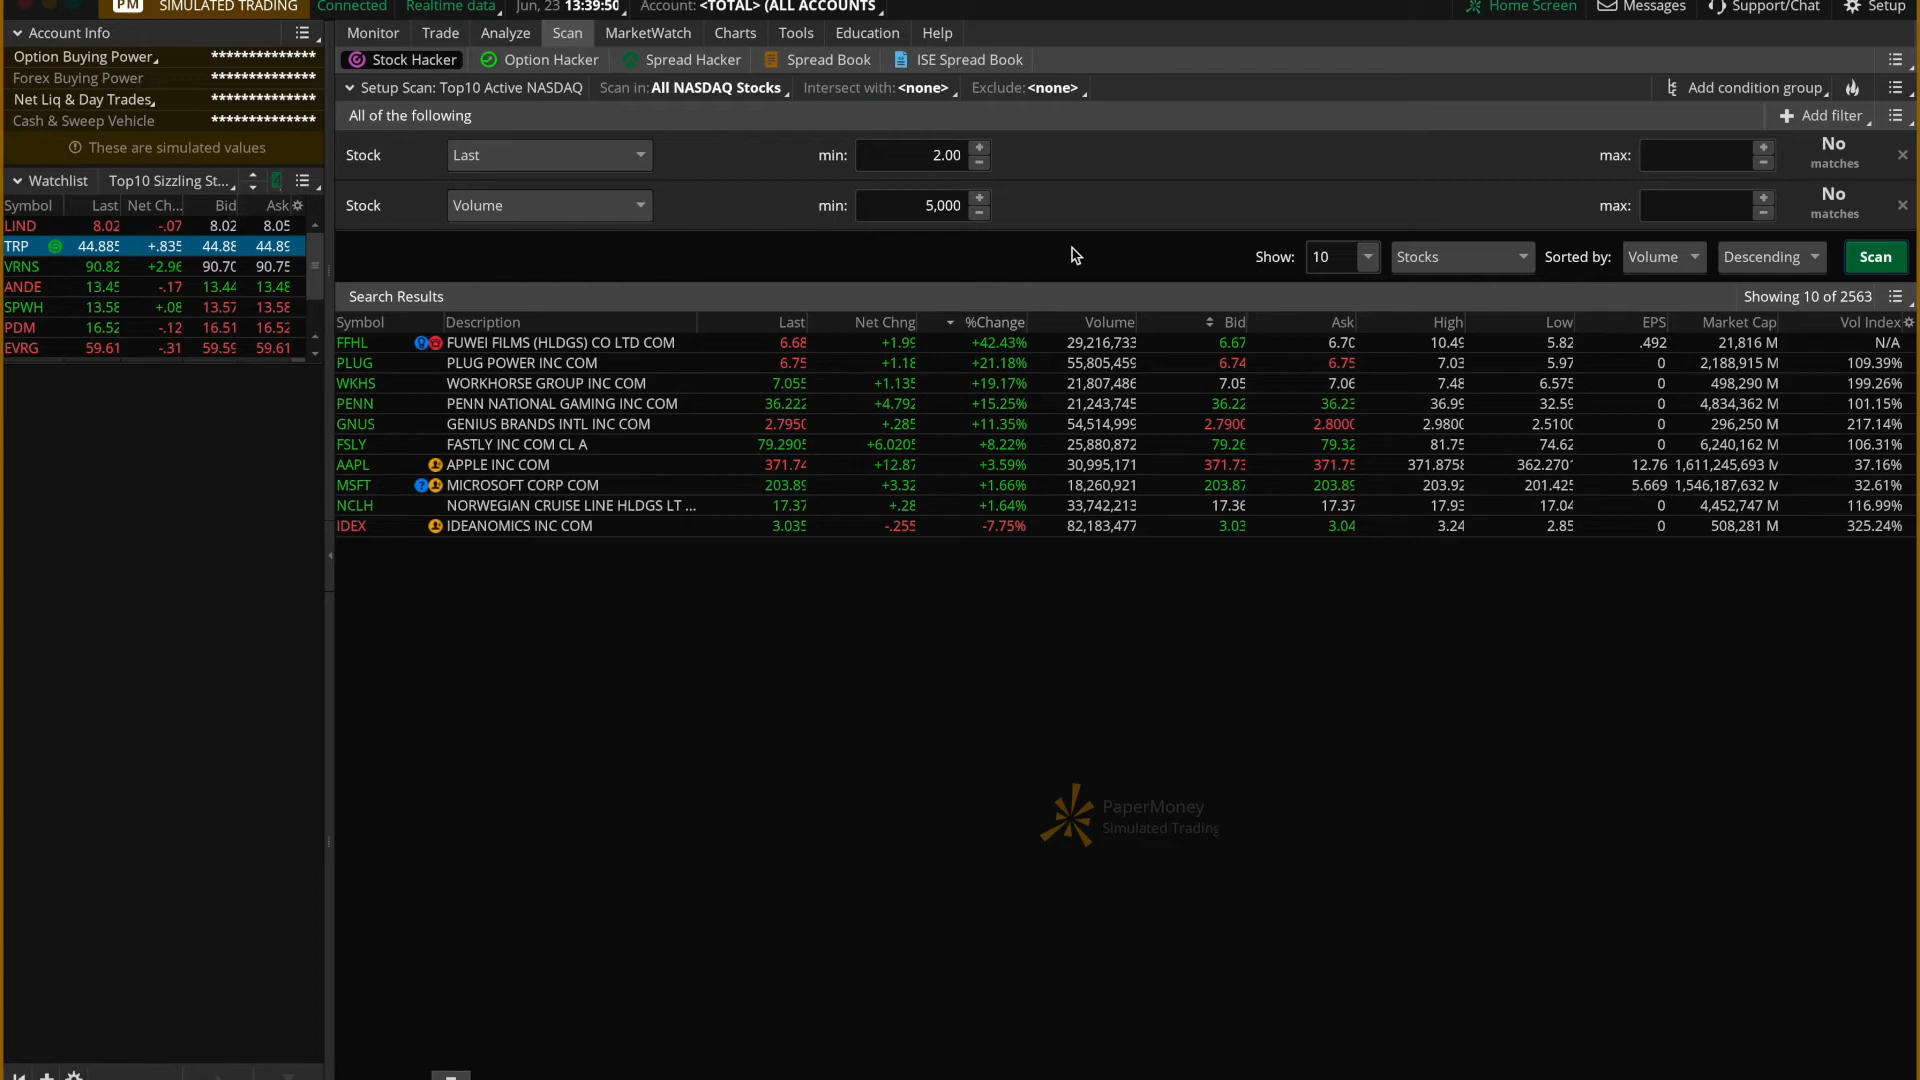 PM SIMULATED TRADING Connected Realtime data Jun, 23 13:39:50 Account: <TOTAL> (ALL ACCOUNTS Home Screen Messages Support/Chat Setup
Account Info
Option Buying Power **************
Forex Buying Power **************
Net Liq & Day Trades **************
Cash & Sweep Vehicle **************
These are simulated values
Watchlist Top10 Sizzling St...
Symbol Last Net Ch... Bid Ask
LIND 8.02 -.07 8.02 8.05
TRP 44.885 +.835 44.88 44.89
VRNS 90.82 +2.96 90.70 90.75
ANDE 13.45 -.17 13.44 13.48
SPWH 13.58 +.08 13.57 13.58
PDM 16.52 -.12 16.51 16.52
EVRG 59.61 -.31 59.59 59.61
Monitor Trade Analyze Scan MarketWatch Charts Tools Education Help
Stock Hacker Option Hacker Spread Hacker Spread Book ISE Spread Book
Setup Scan: Top10 Active NASDAQ Scan in: All NASDAQ Stocks Intersect with: <none> Exclude: <none> Add condition group
All of the following Add filter
Stock Last min: 2.00 max: No matches
Stock Volume min: 5,000 max: No matches
Show: 10 Stocks Sorted by: Volume Descending Scan
Search Results Showing 10 of 2563
Symbol Description Last Net Chng %Change Volume Bid Ask High Low EPS Market Cap Vol Index
FFHL FUWEI FILMS (HLDGS) CO LTD COM 6.68 +1.99 +42.43% 29,216,733 6.67 6.70 10.49 5.82 .492 21,816 M N/A
PLUG PLUG POWER INC COM 6.75 +1.18 +21.18% 55,805,459 6.74 6.75 7.03 5.97 0 2,188,915 M 109.39%
WKHS WORKHORSE GROUP INC COM 7.055 +1.135 +19.17% 21,807,486 7.05 7.06 7.48 6.575 0 498,290 M 199.26%
PENN PENN NATIONAL GAMING INC COM 36.222 +4.792 +15.25% 21,243,745 36.22 36.23 36.99 32.59 0 4,834,362 M 101.15%
GNUS GENIUS BRANDS INTL INC COM 2.7950 +.285 +11.35% 54,514,999 2.7900 2.8000 2.9800 2.5100 0 296,250 M 217.14%
FSLY FASTLY INC COM CL A 79.2905 +6.0205 +8.22% 25,880,872 79.26 79.32 81.75 74.62 0 6,240,162 M 106.31%
AAPL APPLE INC COM 371.74 +12.87 +3.59% 30,995,171 371.73 371.75 371.8758 362.270 12.76 1,611,245,693 M 37.16%
MSFT MICROSOFT CORP COM 203.89 +3.32 +1.66% 18,260,921 203.87 203.89 203.92 201.425 5.669 1,546,187,632 M 32.61%
NCLH NORWEGIAN CRUISE LINE HLDGS LT ... 17.37 +.28 +1.64% 33,742,213 17.36 17.37 17.93 17.04 0 4,452,747 M 116.99%
IDEX IDEANOMICS INC COM 3.035 -.255 -7.75% 82,183,477 3.03 3.04 3.24 2.85 0 508,281 M 325.24%
PaperMoney
Simulated Trading